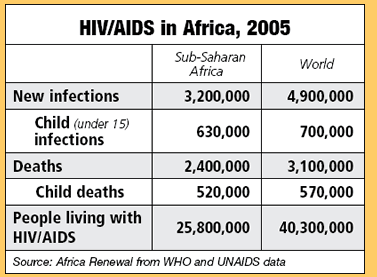 HIV/AIDS in Africa, 2005
Sub-Saharan Africa World
New infections 3,200,000 4,900,000
Child (under 15) infections 630,000 700,000
Deaths 2,400,000 3,100,000
Child deaths 520,000 570,000
People living with HIV/AIDS 25,800,000 40,300,000
Source: Africa Renewal from WHO and UNAIDS data